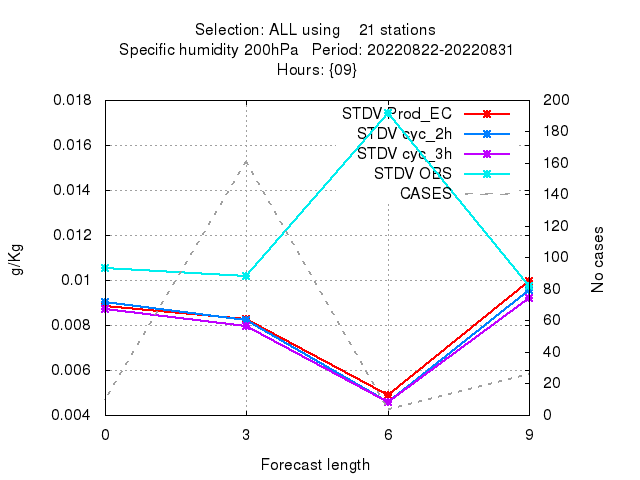 Selection: ALL using 21 stations
Specific humidity 200hPa Period: 20220822-20220831
Hours: {09}
0.018
0.016
0.014
0.012
0.01
0.008
0.006
0.004
g/Kg
STDV Prod_EC
STDV cyc_2h
STDV cyc_3h
STDV OBS
CASES
200
180
160
140
120
100
80
60
40
20
0
No cases
0 3 6 9
Forecast length